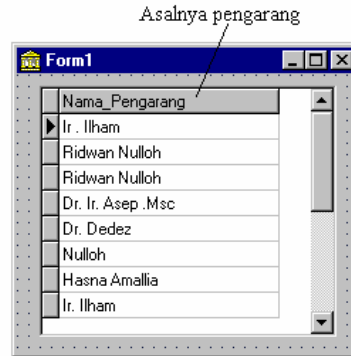 Asalnya pengarang
Form1
Nama_Pengarang
Ir . Ilham
Ridwan Nulloh
Ridwan Nulloh
Dr. Ir. Asep .Msc
Dr. Dedez
Nulloh
Hasna Amallia
Ir. Ilham